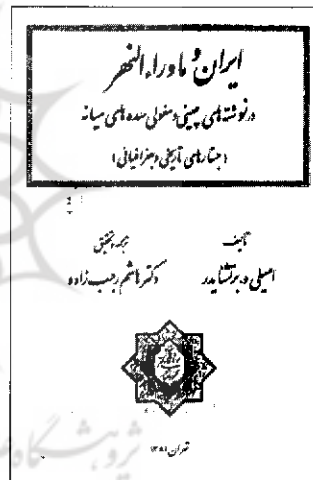 ایران و ماوراءالنهر
در نوشته‌های چینی و مغولی سده‌های میانه
(جستارهای تاریخی و جغرافیائی)
تألیف
ترجمه و تحقیق
امیلی و. برتشنایدر
دکتر هاشم رجب‌زاده
تهران ۱۳۸۱